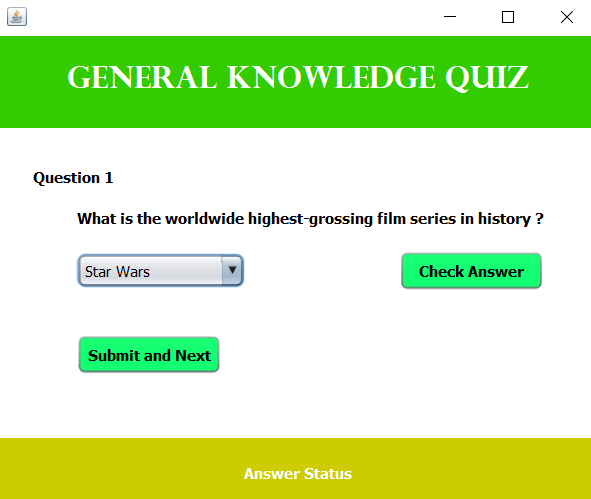 GENERAL KNOWLEDGE QUIZ
Question 1
What is the worldwide highest-grossing film series in history ?
Star Wars
Check Answer
Submit and Next
Answer Status